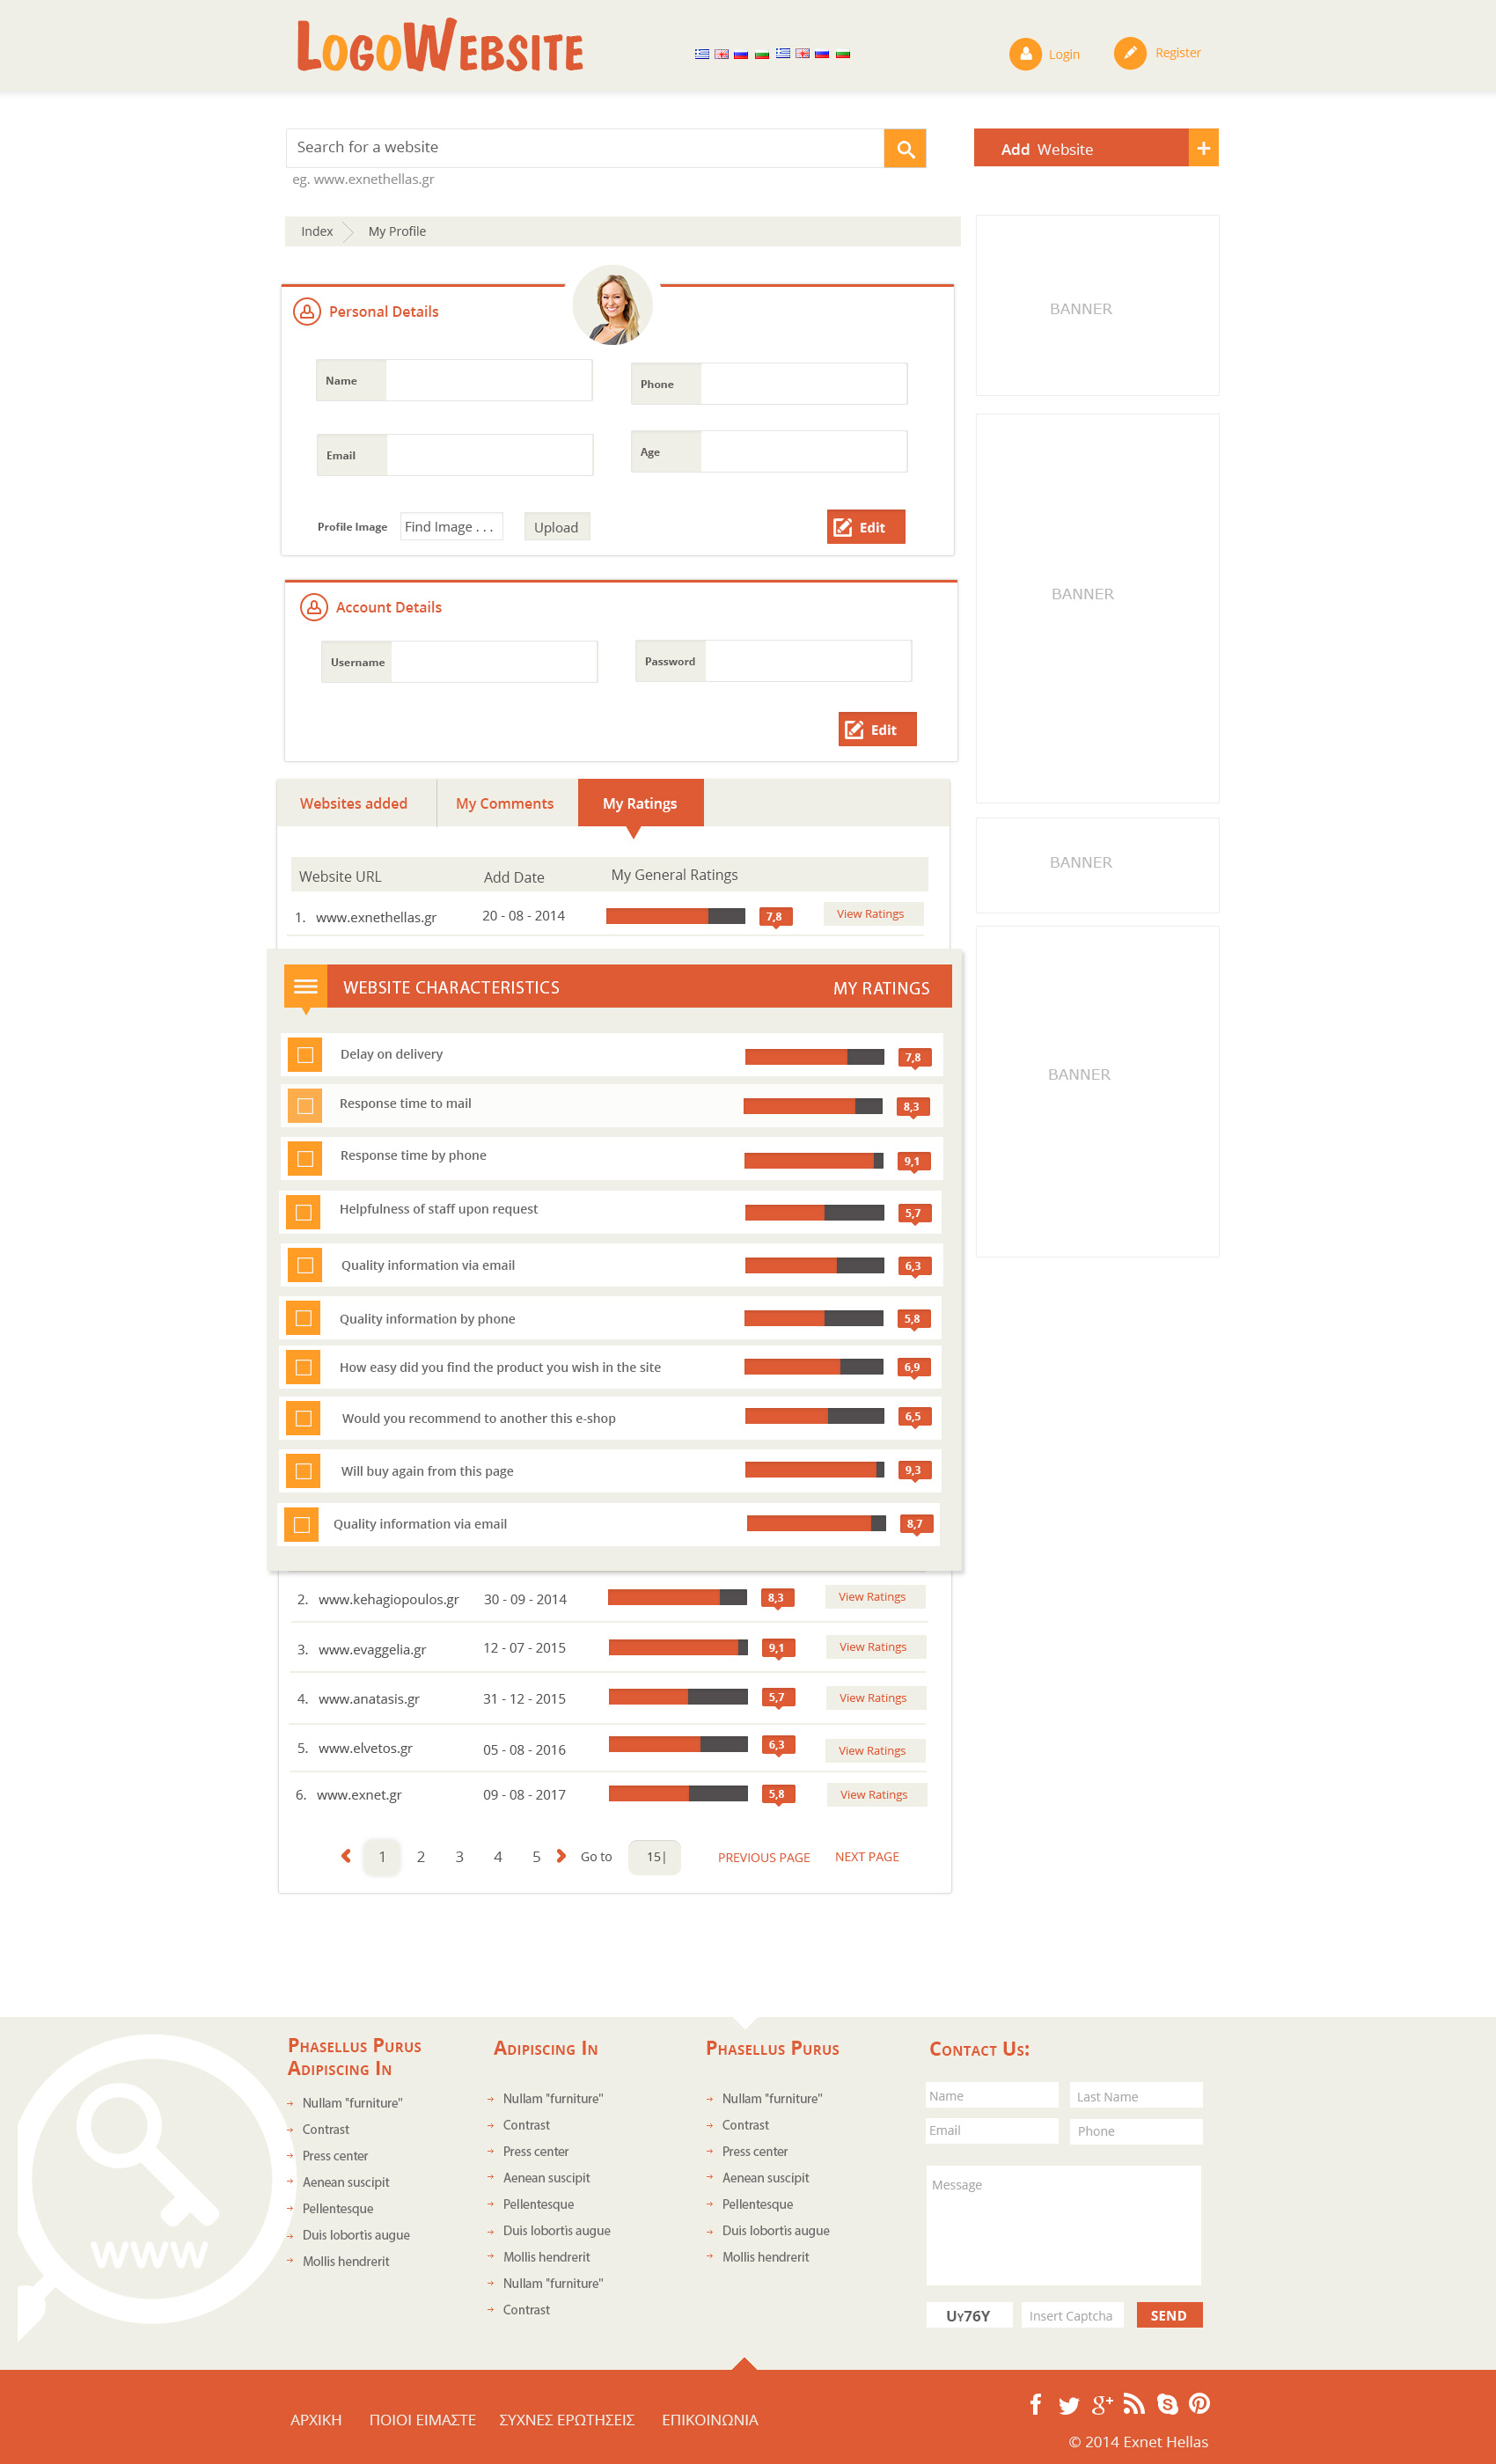 LogoWebsite
Login
Register
Search for a website
Add Website
eg. www.exnethellas.gr
Index
My Profile
BANNER
Personal Details
Name
Phone
Email
Age
Profile Image
Find Image . . .
Upload
Edit
BANNER
Account Details
Username
Password
Edit
Websites added
My Comments
My Ratings
BANNER
Website URL
Add Date
My General Ratings
1. www.exnethellas.gr 20 - 08 - 2014 7,8 View Ratings
WEBSITE CHARACTERISTICS
MY RATINGS
Delay on delivery 7,8
BANNER
Response time to mail 8,3
Response time by phone 9,1
Helpfulness of staff upon request 5,7
Quality information via email 6,3
Quality information by phone 5,8
How easy did you find the product you wish in the site 6,9
Would you recommend to another this e-shop 6,5
Will buy again from this page 9,3
Quality information via email 8,7
2. www.kehagiopoulos.gr 30 - 09 - 2014 8,3 View Ratings
3. www.evaggelia.gr 12 - 07 - 2015 9,1 View Ratings
4. www.anatasis.gr 31 - 12 - 2015 5,7 View Ratings
5. www.elvetos.gr 05 - 08 - 2016 6,3 View Ratings
6. www.exnet.gr 09 - 08 - 2017 5,8 View Ratings
1 2 3 4 5 Go to 15| PREVIOUS PAGE NEXT PAGE
Phasellus Purus
Adipiscing In
Nullam "furniture"
Contrast
Press center
Aenean suscipit
Pellentesque
Duis lobortis augue
Mollis hendrerit
www
Adipiscing In
Nullam "furniture"
Contrast
Press center
Aenean suscipit
Pellentesque
Duis lobortis augue
Mollis hendrerit
Nullam "furniture"
Contrast
Phasellus Purus
Nullam "furniture"
Contrast
Press center
Aenean suscipit
Pellentesque
Duis lobortis augue
Mollis hendrerit
Contact Us:
Name
Last Name
Email
Phone
Message
Uy76Y
Insert Captcha
SEND
ΑΡΧΙΚΗ ΠΟΙΟΙ ΕΙΜΑΣΤΕ ΣΥΧΝΕΣ ΕΡΩΤΗΣΕΙΣ ΕΠΙΚΟΙΝΩΝΙΑ
© 2014 Exnet Hellas